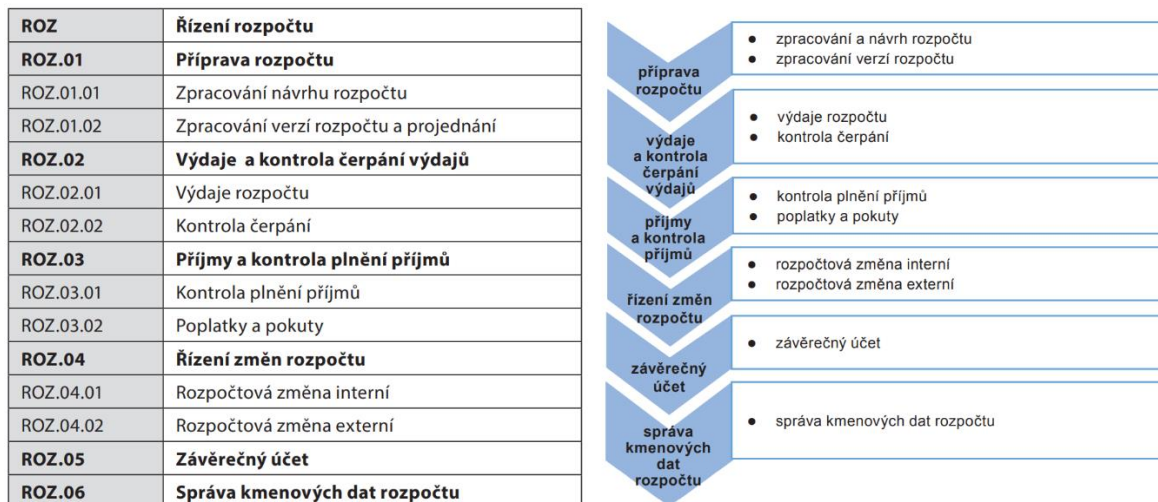 ROZ Řízení rozpočtu
ROZ.01 Příprava rozpočtu
ROZ.01.01 Zpracování návrhu rozpočtu
ROZ.01.02 Zpracování verzí rozpočtu a projednání
ROZ.02 Výdaje a kontrola čerpání výdajů
ROZ.02.01 Výdaje rozpočtu
ROZ.02.02 Kontrola čerpání
ROZ.03 Příjmy a kontrola plnění příjmů
ROZ.03.01 Kontrola plnění příjmů
ROZ.03.02 Poplatky a pokuty
ROZ.04 Řízení změn rozpočtu
ROZ.04.01 Rozpočtová změna interní
ROZ.04.02 Rozpočtová změna externí
ROZ.05 Závěrečný účet
ROZ.06 Správa kmenových dat rozpočtu
příprava
rozpočtu
● zpracování a návrh rozpočtu
● zpracování verzí rozpočtu
výdaje
a kontrola
čerpání
výdajů
● výdaje rozpočtu
● kontrola čerpání
příjmy
a kontrola
příjmů
● kontrola plnění příjmů
● poplatky a pokuty
řízení změn
rozpočtu
● rozpočtová změna interní
● rozpočtová změna externí
závěrečný
účet
● závěrečný účet
správa
kmenových
dat
rozpočtu
● správa kmenových dat rozpočtu